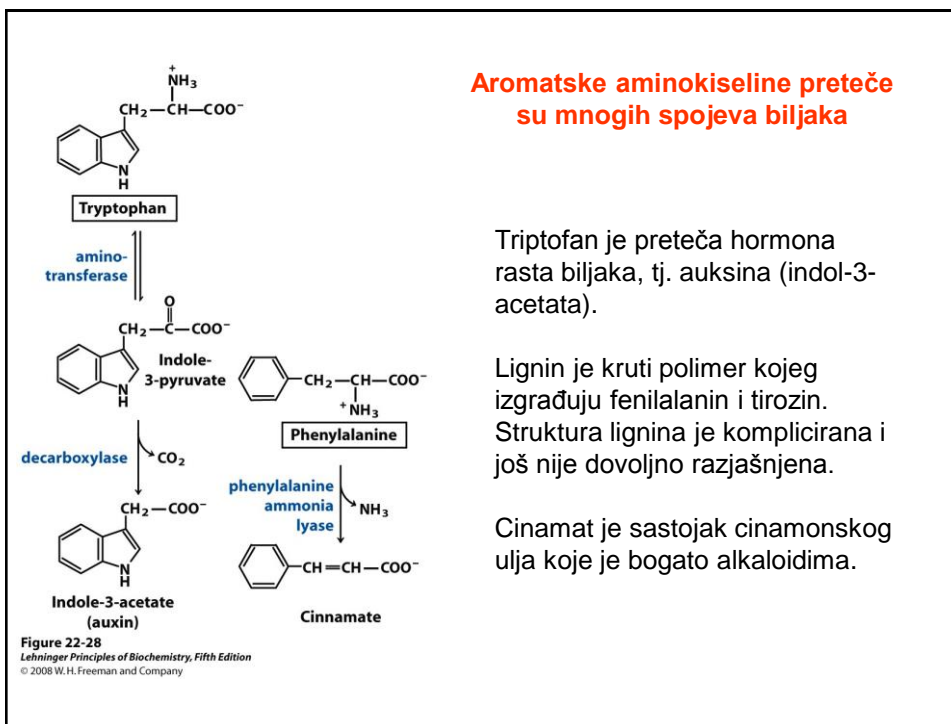 Aromatske aminokiseline preteče
su mnogih spojeva biljaka
+
NH3
CH2—CH—COO−
N
H
Tryptophan
amino-
transferase
O
CH2—C—COO−
N
H
Indole-
3-pyruvate
decarboxylase
CO2
CH2—COO−
N
H
Indole-3-acetate
(auxin)
CH2—CH—COO−
+NH3
Phenylalanine
phenylalanine
ammonia
lyase
NH3
CH=CH—COO−
Cinnamate
Figure 22-28
Lehninger Principles of Biochemistry, Fifth Edition
© 2008 W. H. Freeman and Company
Triptofan je preteča hormona
rasta biljaka, tj. auksina (indol-3-
acetata).
Lignin je kruti polimer kojeg
izgrađuju fenilalanin i tirozin.
Struktura lignina je komplicirana i
još nije dovoljno razjašnjena.
Cinamat je sastojak cinamonskog
ulja koje je bogato alkaloidima.